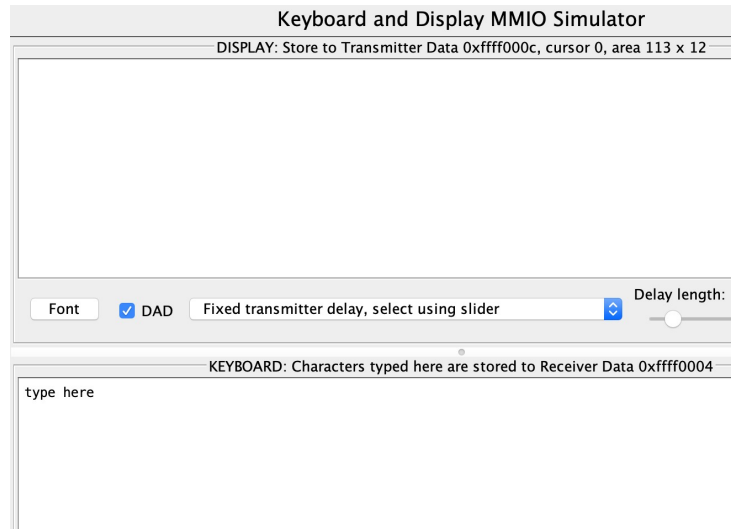 Keyboard and Display MMIO Simulator
DISPLAY: Store to Transmitter Data 0xffff000c, cursor 0, area 113 x 12
Font DAD Fixed transmitter delay, select using slider Delay length:
KEYBOARD: Characters typed here are stored to Receiver Data 0xffff0004
type here